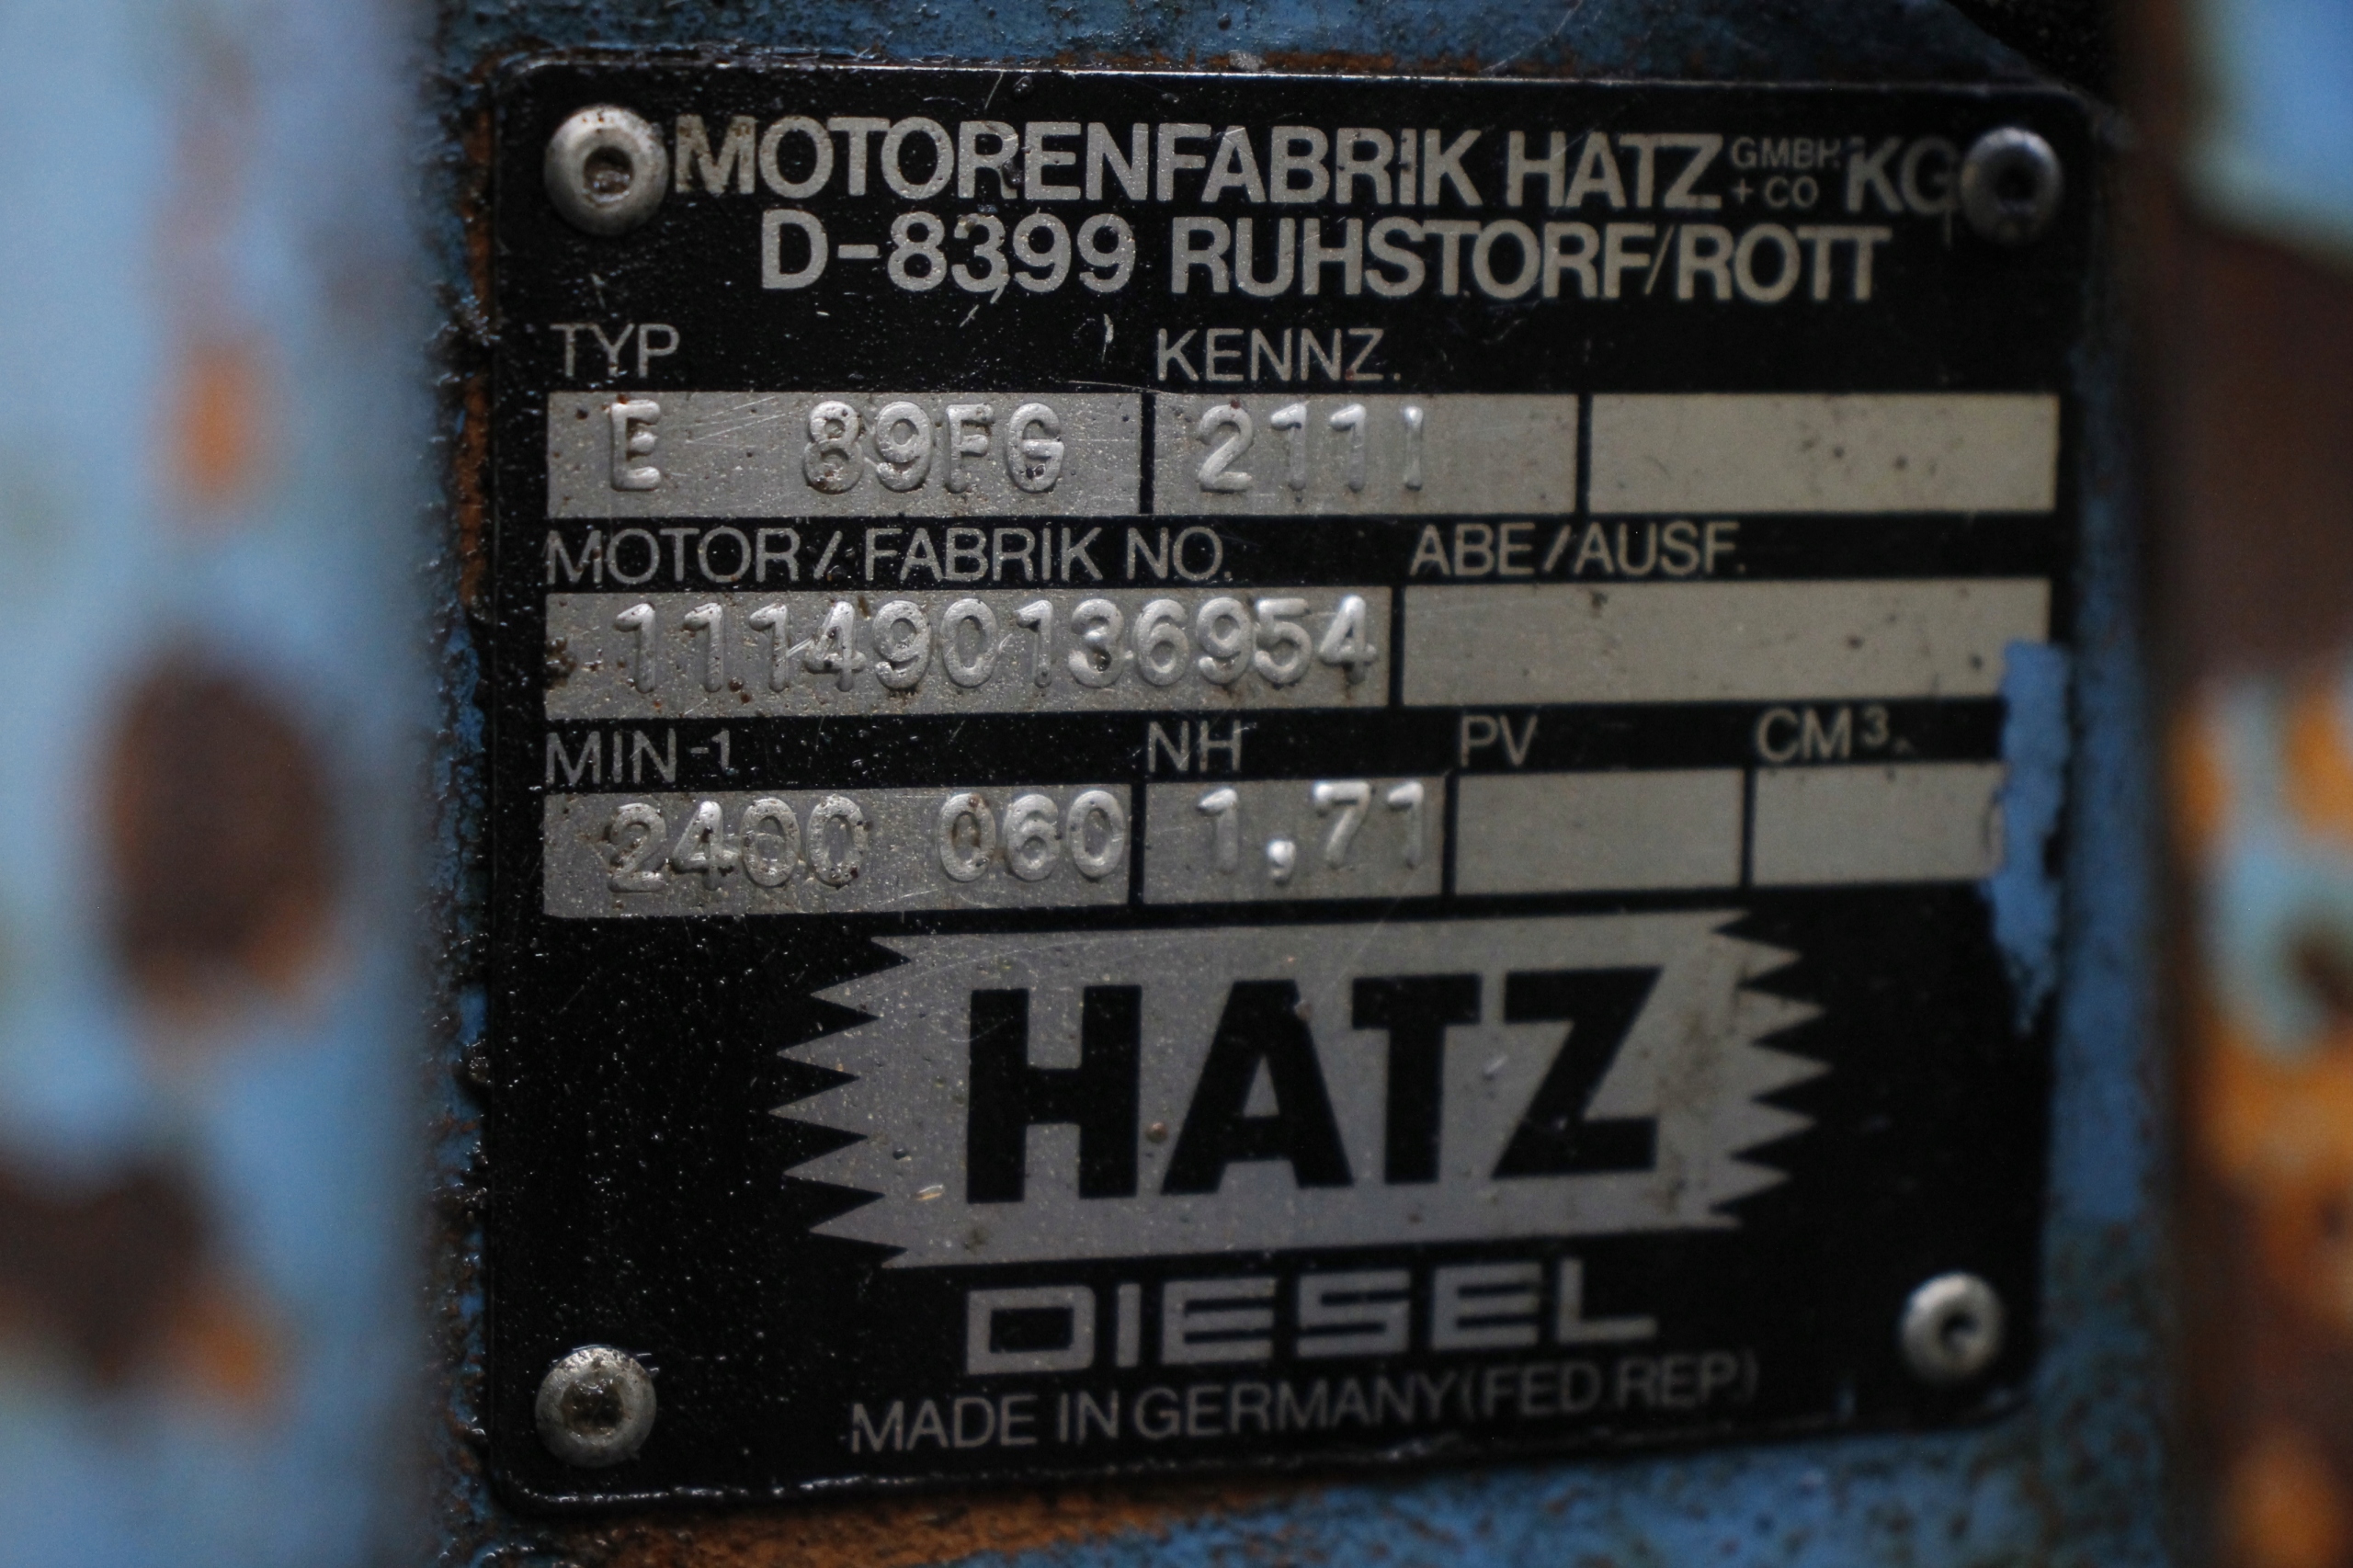 MOTORENFABRIK HATZ GMBH + CO KG
D-8399 RUHSTORF/ROTT
TYP KENNZ.
E 89FG 2111
MOTOR/FABRIK NO. ABE/AUSF.
111490136954
MIN-1 NH PV CM³.
2400 060 1,71
HATZ
DIESEL
MADE IN GERMANY (FED.REP.)